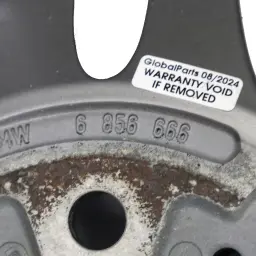 GlobalParts 08/2024
WARRANTY VOID
IF REMOVED
6 856 666